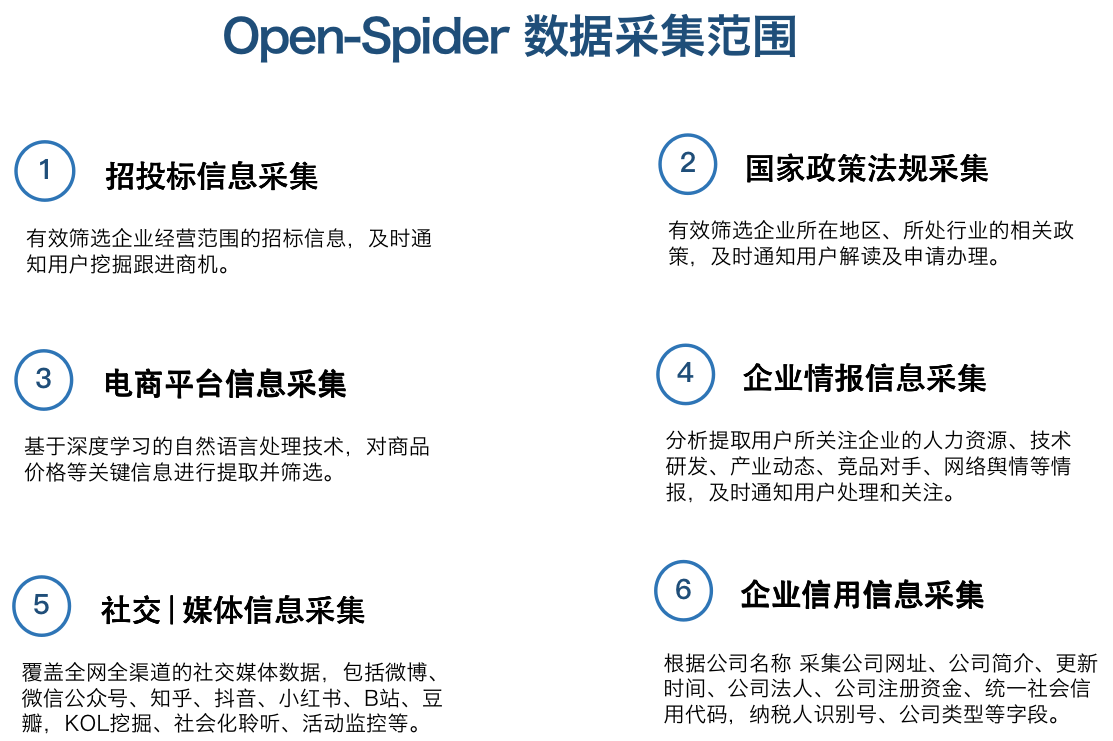 Open-Spider 数据采集范围
1
招投标信息采集
有效筛选企业经营范围的招标信息，及时通
知用户挖掘跟进商机。
2
国家政策法规采集
有效筛选企业所在地区、所处行业的相关政
策，及时通知用户解读及申请办理。
3
电商平台信息采集
基于深度学习的自然语言处理技术，对商品
价格等关键信息进行提取并筛选。
4
企业情报信息采集
分析提取用户所关注企业的人力资源、技术
研发、产业动态、竞品对手、网络舆情等情
报，及时通知用户处理和关注。
5
社交|媒体信息采集
覆盖全网全渠道的社交媒体数据，包括微博、
微信公众号、知乎、抖音、小红书、B站、豆
瓣，KOL挖掘、社会化聆听、活动监控等。
6
企业信用信息采集
根据公司名称 采集公司网址、公司简介、更新
时间、公司法人、公司注册资金、统一社会信
用代码，纳税人识别号、公司类型等字段。